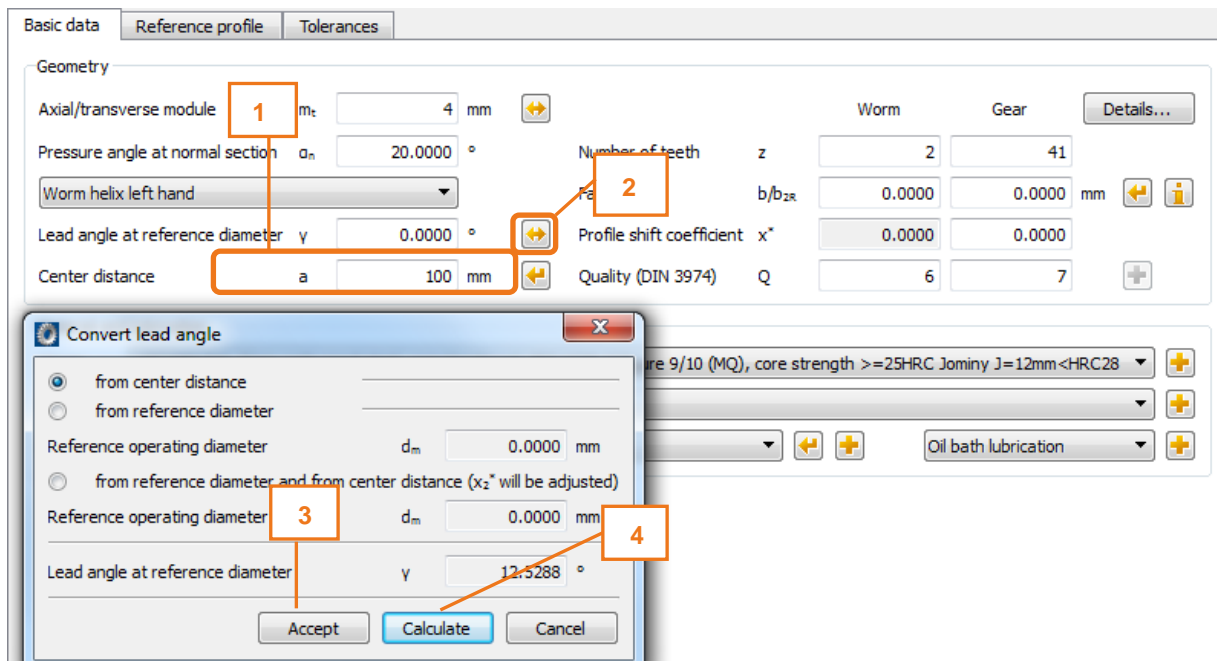 Basic data Reference profile Tolerances
Geometry
Axial/transverse module 1 mₜ 4 mm Worm Gear Details...
Pressure angle at normal section αₙ 20.0000 ° Number of teeth z 2 41
Worm helix left hand Fa 2 b/b₂R 0.0000 0.0000 mm
Lead angle at reference diameter γ 0.0000 ° Profile shift coefficient x* 0.0000 0.0000
Center distance a 100 mm Quality (DIN 3974) Q 6 7
Convert lead angle
ure 9/10 (MQ), core strength >=25HRC Jominy J=12mm<HRC28
from center distance
from reference diameter
Reference operating diameter dₘ 0.0000 mm Oil bath lubrication
from reference diameter and from center distance (x₂* will be adjusted)
Reference operating diameter 3 dₘ 0.0000 mm 4
Lead angle at reference diameter γ 12.5288 °
Accept Calculate Cancel